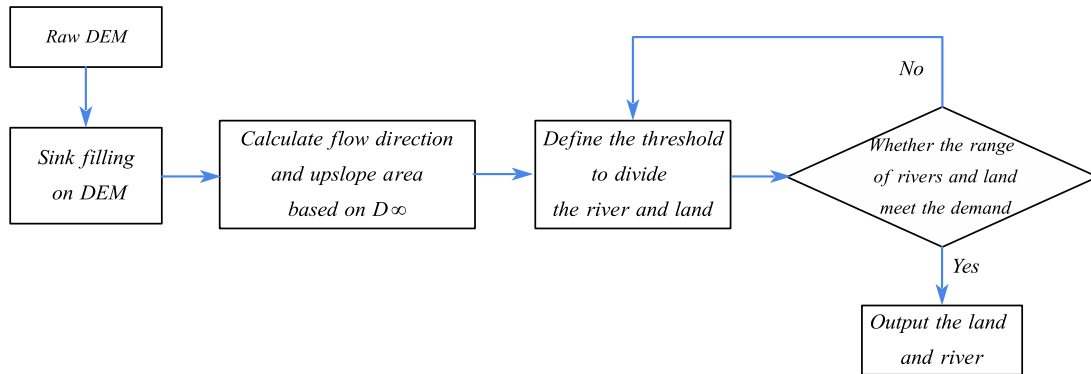 Raw DEM
Sink filling
on DEM
Calculate flow direction
and upslope area
based on D∞
Define the threshold
to divide
the river and land
No
Whether the range
of rivers and land
meet the demand
Yes
Output the land
and river